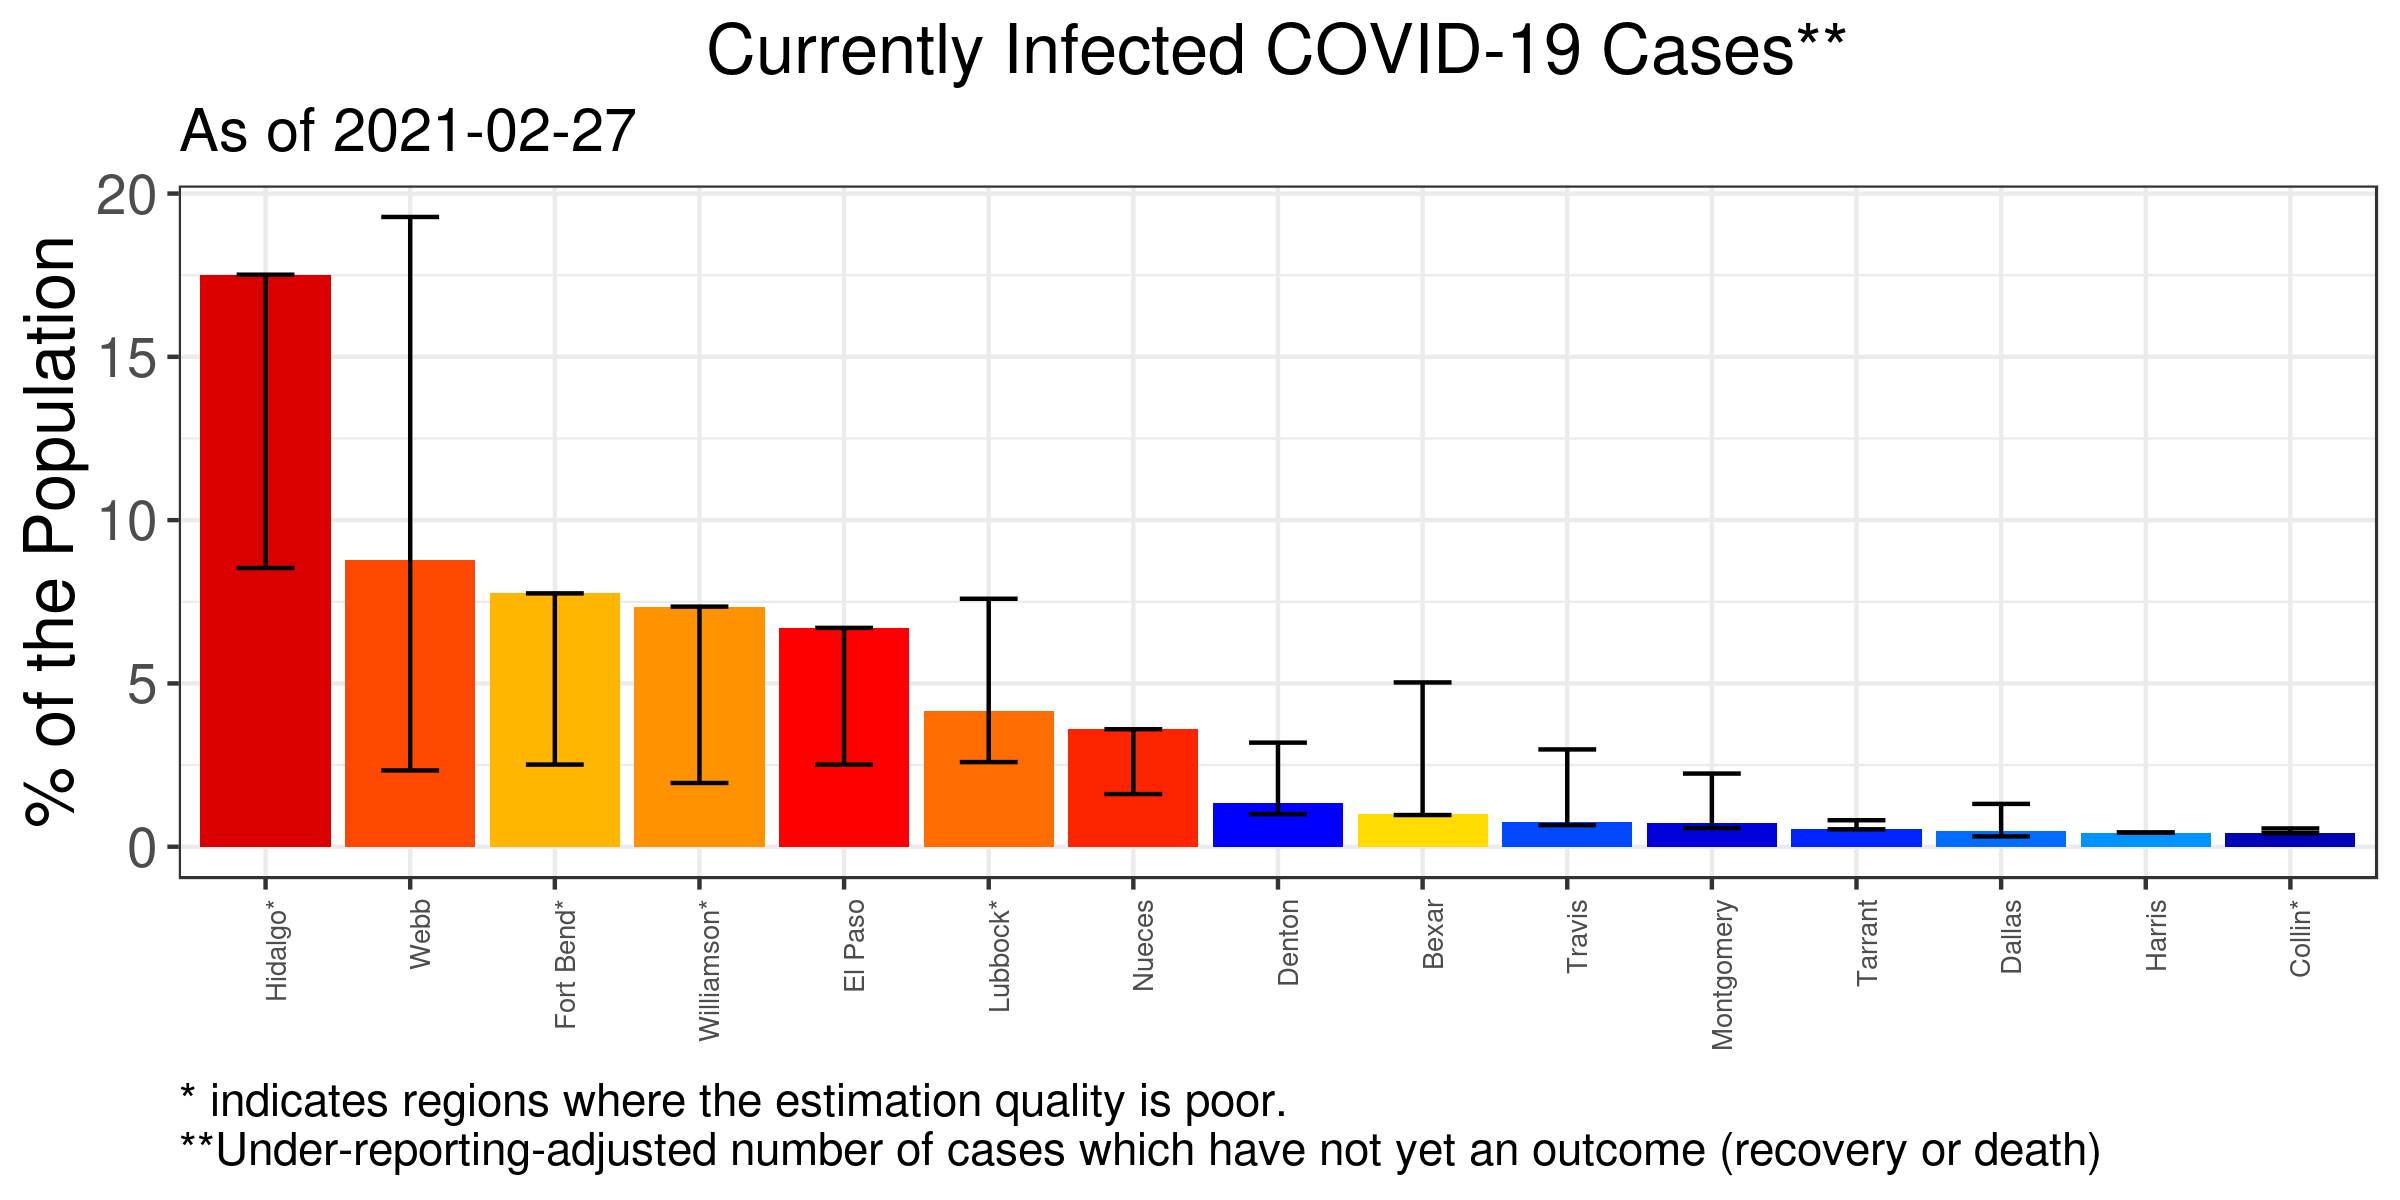 Currently Infected COVID-19 Cases**
As of 2021-02-27
% of the Population
20
15
10
5
0
Hidalgo*
Webb
Fort Bend*
Williamson*
El Paso
Lubbock*
Nueces
Denton
Bexar
Travis
Montgomery
Tarrant
Dallas
Harris
Collin*
* indicates regions where the estimation quality is poor.
**Under-reporting-adjusted number of cases which have not yet an outcome (recovery or death)